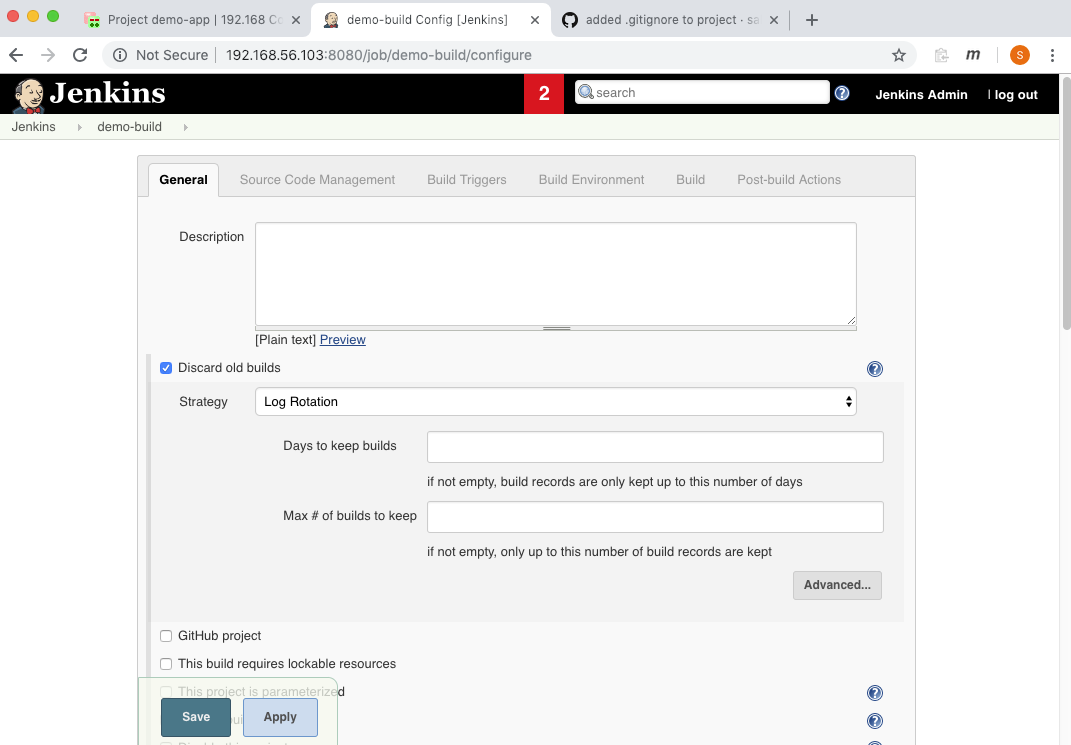 Project demo-app | 192.168
demo-build Config [Jenkins]
added .gitignore to project ·
Not Secure | 192.168.56.103:8080/job/demo-build/configure
m
S
Jenkins
2
search
Jenkins Admin
| log out
Jenkins
demo-build
General
Source Code Management
Build Triggers
Build Environment
Build
Post-build Actions
Description
[Plain text] Preview
Discard old builds
Strategy
Log Rotation
Days to keep builds
if not empty, build records are only kept up to this number of days
Max # of builds to keep
if not empty, only up to this number of build records are kept
Advanced...
GitHub project
This build requires lockable resources
This project is parameterized
Save
Apply